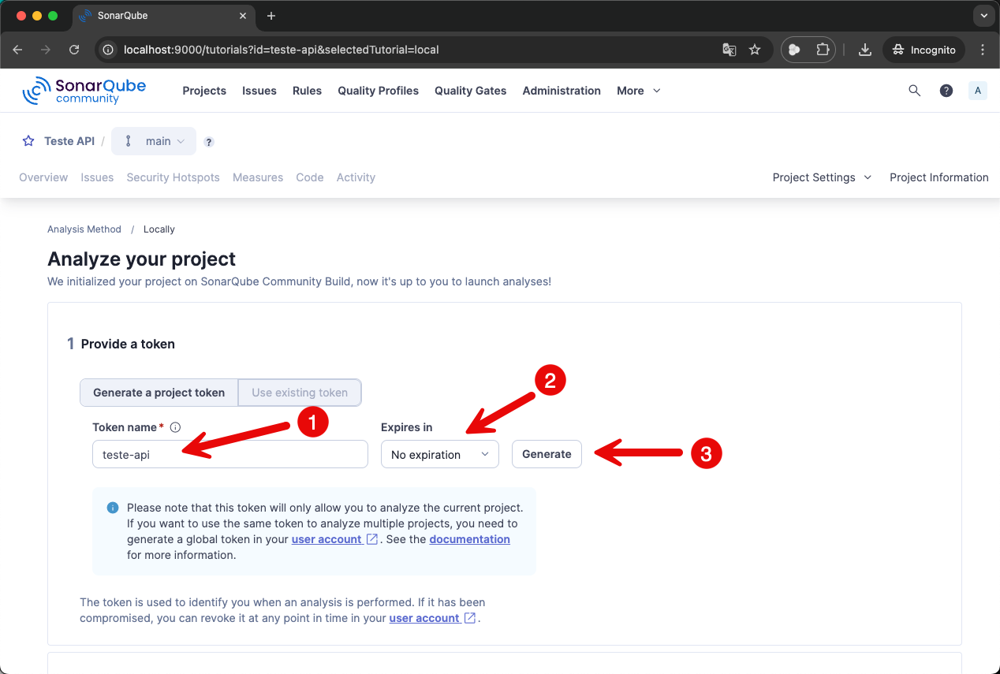 SonarQube
localhost:9000/tutorials?id=teste-api&selectedTutorial=local
Incognito
SonarQube community
Projects Issues Rules Quality Profiles Quality Gates Administration More
?
A
Teste API / main ?
Overview Issues Security Hotspots Measures Code Activity
Project Settings Project Information
Analysis Method / Locally
Analyze your project
We initialized your project on SonarQube Community Build, now it's up to you to launch analyses!
1 Provide a token
2
Generate a project token Use existing token
1
Token name * Expires in
teste-api No expiration Generate
3
Please note that this token will only allow you to analyze the current project.
If you want to use the same token to analyze multiple projects, you need to
generate a global token in your user account . See the documentation
for more information.
The token is used to identify you when an analysis is performed. If it has been
compromised, you can revoke it at any point in time in your user account .